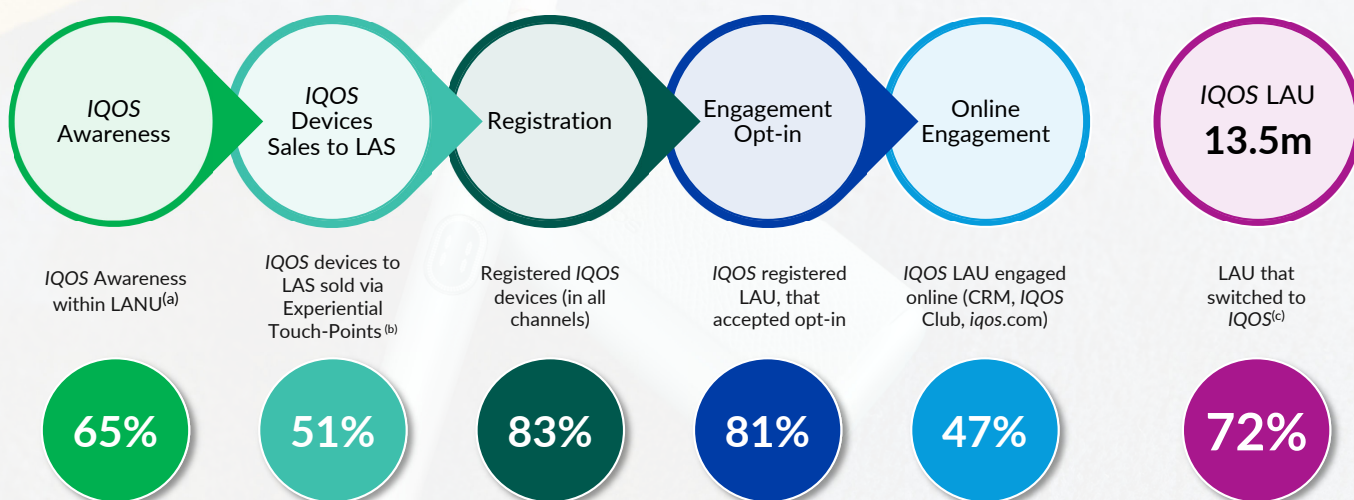 IQOS
Awareness
IQOS
Devices
Sales to LAS
Registration
Engagement
Opt-in
Online
Engagement
IQOS LAU
13.5m
IQOS Awareness
within LANU(a)
IQOS devices to
LAS sold via
Experiential
Touch-Points (b)
Registered IQOS
devices (in all
channels)
IQOS registered
LAU, that
accepted opt-in
IQOS LAU engaged
online (CRM, IQOS
Club, iqos.com)
LAU that
switched to
IQOS(c)
65%
51%
83%
81%
47%
72%